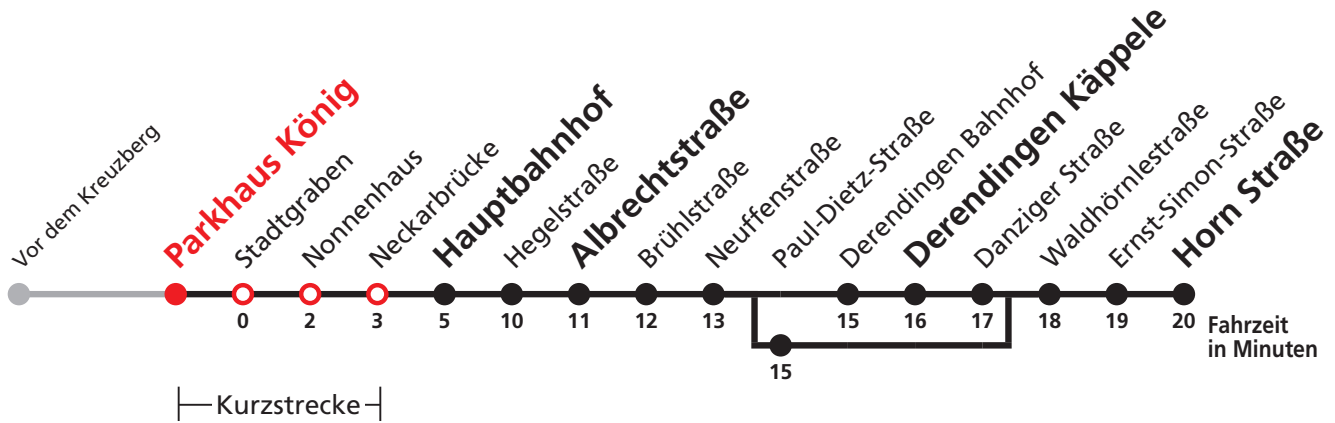 Vor dem Kreuzberg
Parkhaus König
Stadtgraben
Nonnenhaus
Neckarbrücke
Hauptbahnhof
Hegelstraße
Albrechtstraße
Brühlstraße
Neuffenstraße
Paul-Dietz-Straße
Derendingen Bahnhof
Derendingen Käppele
Danziger Straße
Waldhörnlestraße
Ernst-Simon-Straße
Horn Straße
0 2 3 5 10 11 12 13 15 16 17 18 19 20
Fahrzeit
in Minuten
15
Kurzstrecke